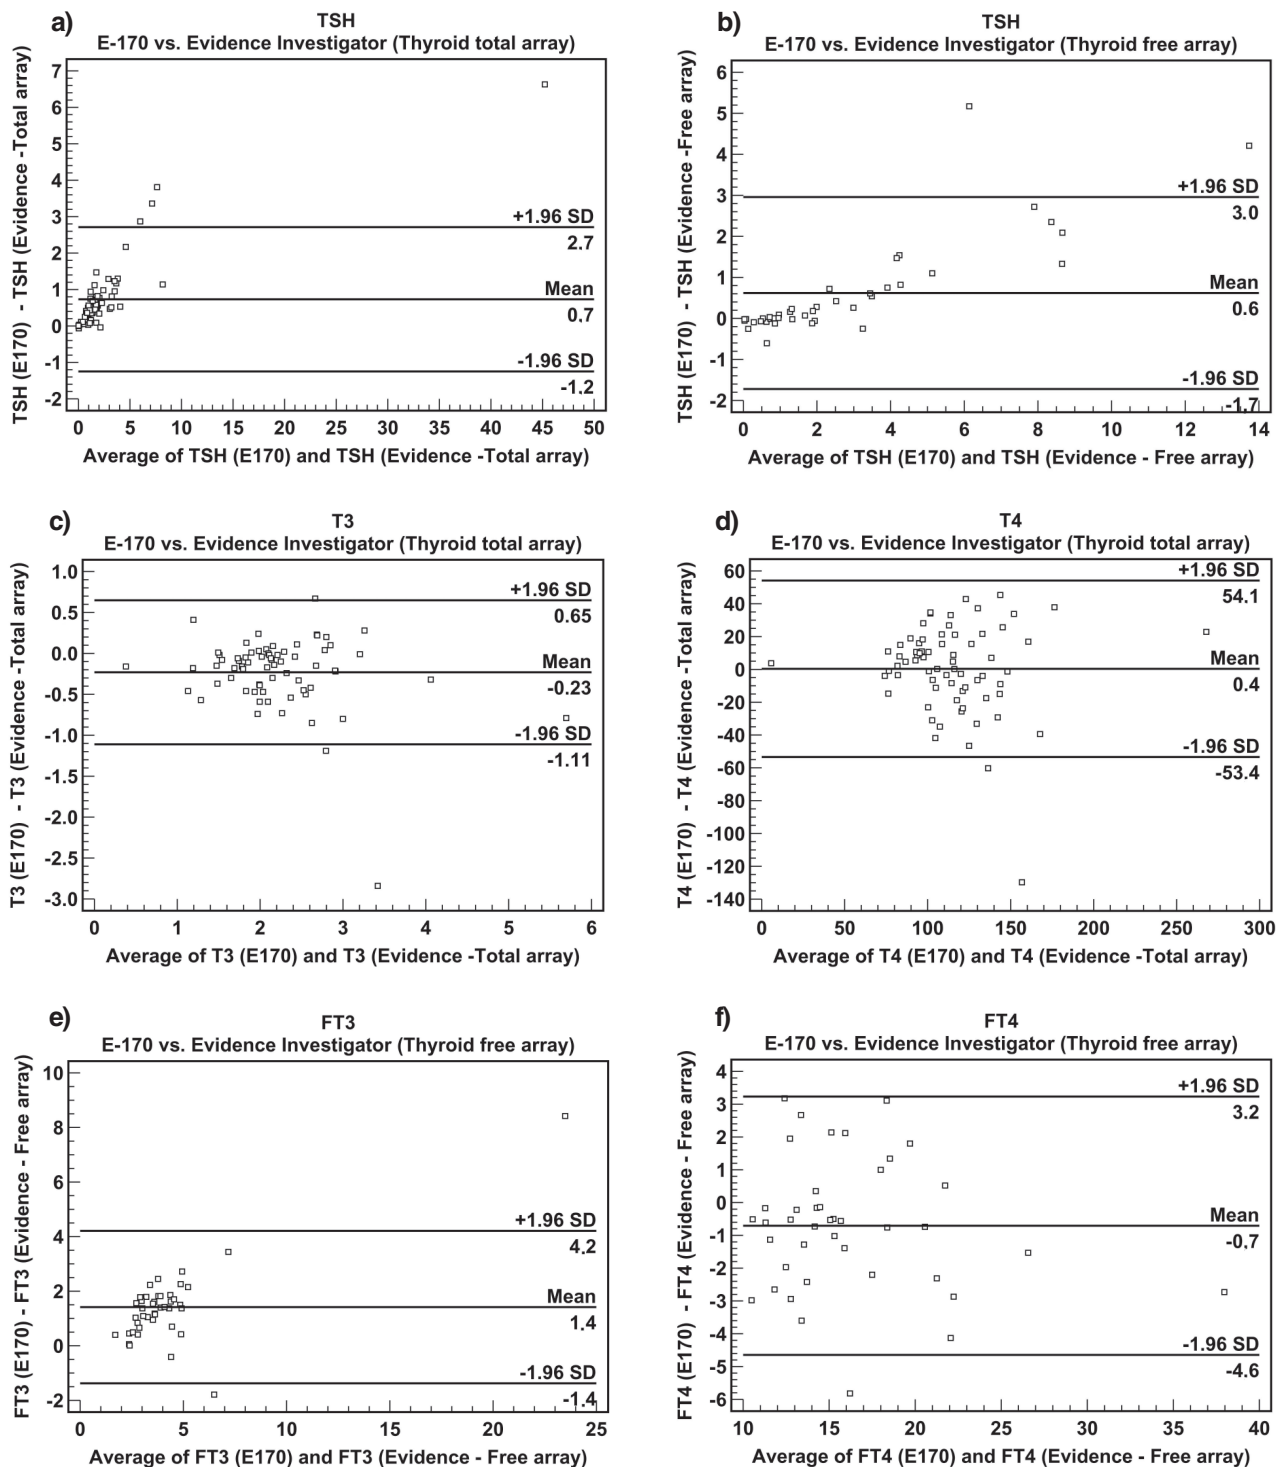 a)
TSH
E-170 vs. Evidence Investigator (Thyroid total array)
TSH (E170) - TSH (Evidence -Total array)
7
6
5
4
3
2
1
0
-1
-2
+1.96 SD
2.7
Mean
0.7
-1.96 SD
-1.2
0 5 10 15 20 25 30 35 40 45 50
Average of TSH (E170) and TSH (Evidence -Total array)
b)
TSH
E-170 vs. Evidence Investigator (Thyroid free array)
TSH (E170) - TSH (Evidence -Free array)
6
5
4
3
2
1
0
-1
-2
+1.96 SD
3.0
Mean
0.6
-1.96 SD
-1.7
0 2 4 6 8 10 12 14
Average of TSH (E170) and TSH (Evidence - Free array)
c)
T3
E-170 vs. Evidence Investigator (Thyroid total array)
T3 (E170) - T3 (Evidence -Total array)
1.0
0.5
0.0
-0.5
-1.0
-1.5
-2.0
-2.5
-3.0
+1.96 SD
0.65
Mean
-0.23
-1.96 SD
-1.11
0 1 2 3 4 5 6
Average of T3 (E170) and T3 (Evidence -Total array)
d)
T4
E-170 vs. Evidence Investigator (Thyroid total array)
T4 (E170) - T4 (Evidence -Total array)
60
40
20
0
-20
-40
-60
-80
-100
-120
-140
+1.96 SD
54.1
Mean
0.4
-1.96 SD
-53.4
0 50 100 150 200 250 300
Average of T4 (E170) and T4 (Evidence -Total array)
e)
FT3
E-170 vs. Evidence Investigator (Thyroid free array)
FT3 (E170) - FT3 (Evidence - Free array)
10
8
6
4
2
0
-2
+1.96 SD
4.2
Mean
1.4
-1.96 SD
-1.4
0 5 10 15 20 25
Average of FT3 (E170) and FT3 (Evidence - Free array)
f)
FT4
E-170 vs. Evidence Investigator (Thyroid free array)
FT4 (E170) - FT4 (Evidence - Free array)
4
3
2
1
0
-1
-2
-3
-4
-5
-6
+1.96 SD
3.2
Mean
-0.7
-1.96 SD
-4.6
10 15 20 25 30 35 40
Average of FT4 (E170) and FT4 (Evidence - Free array)